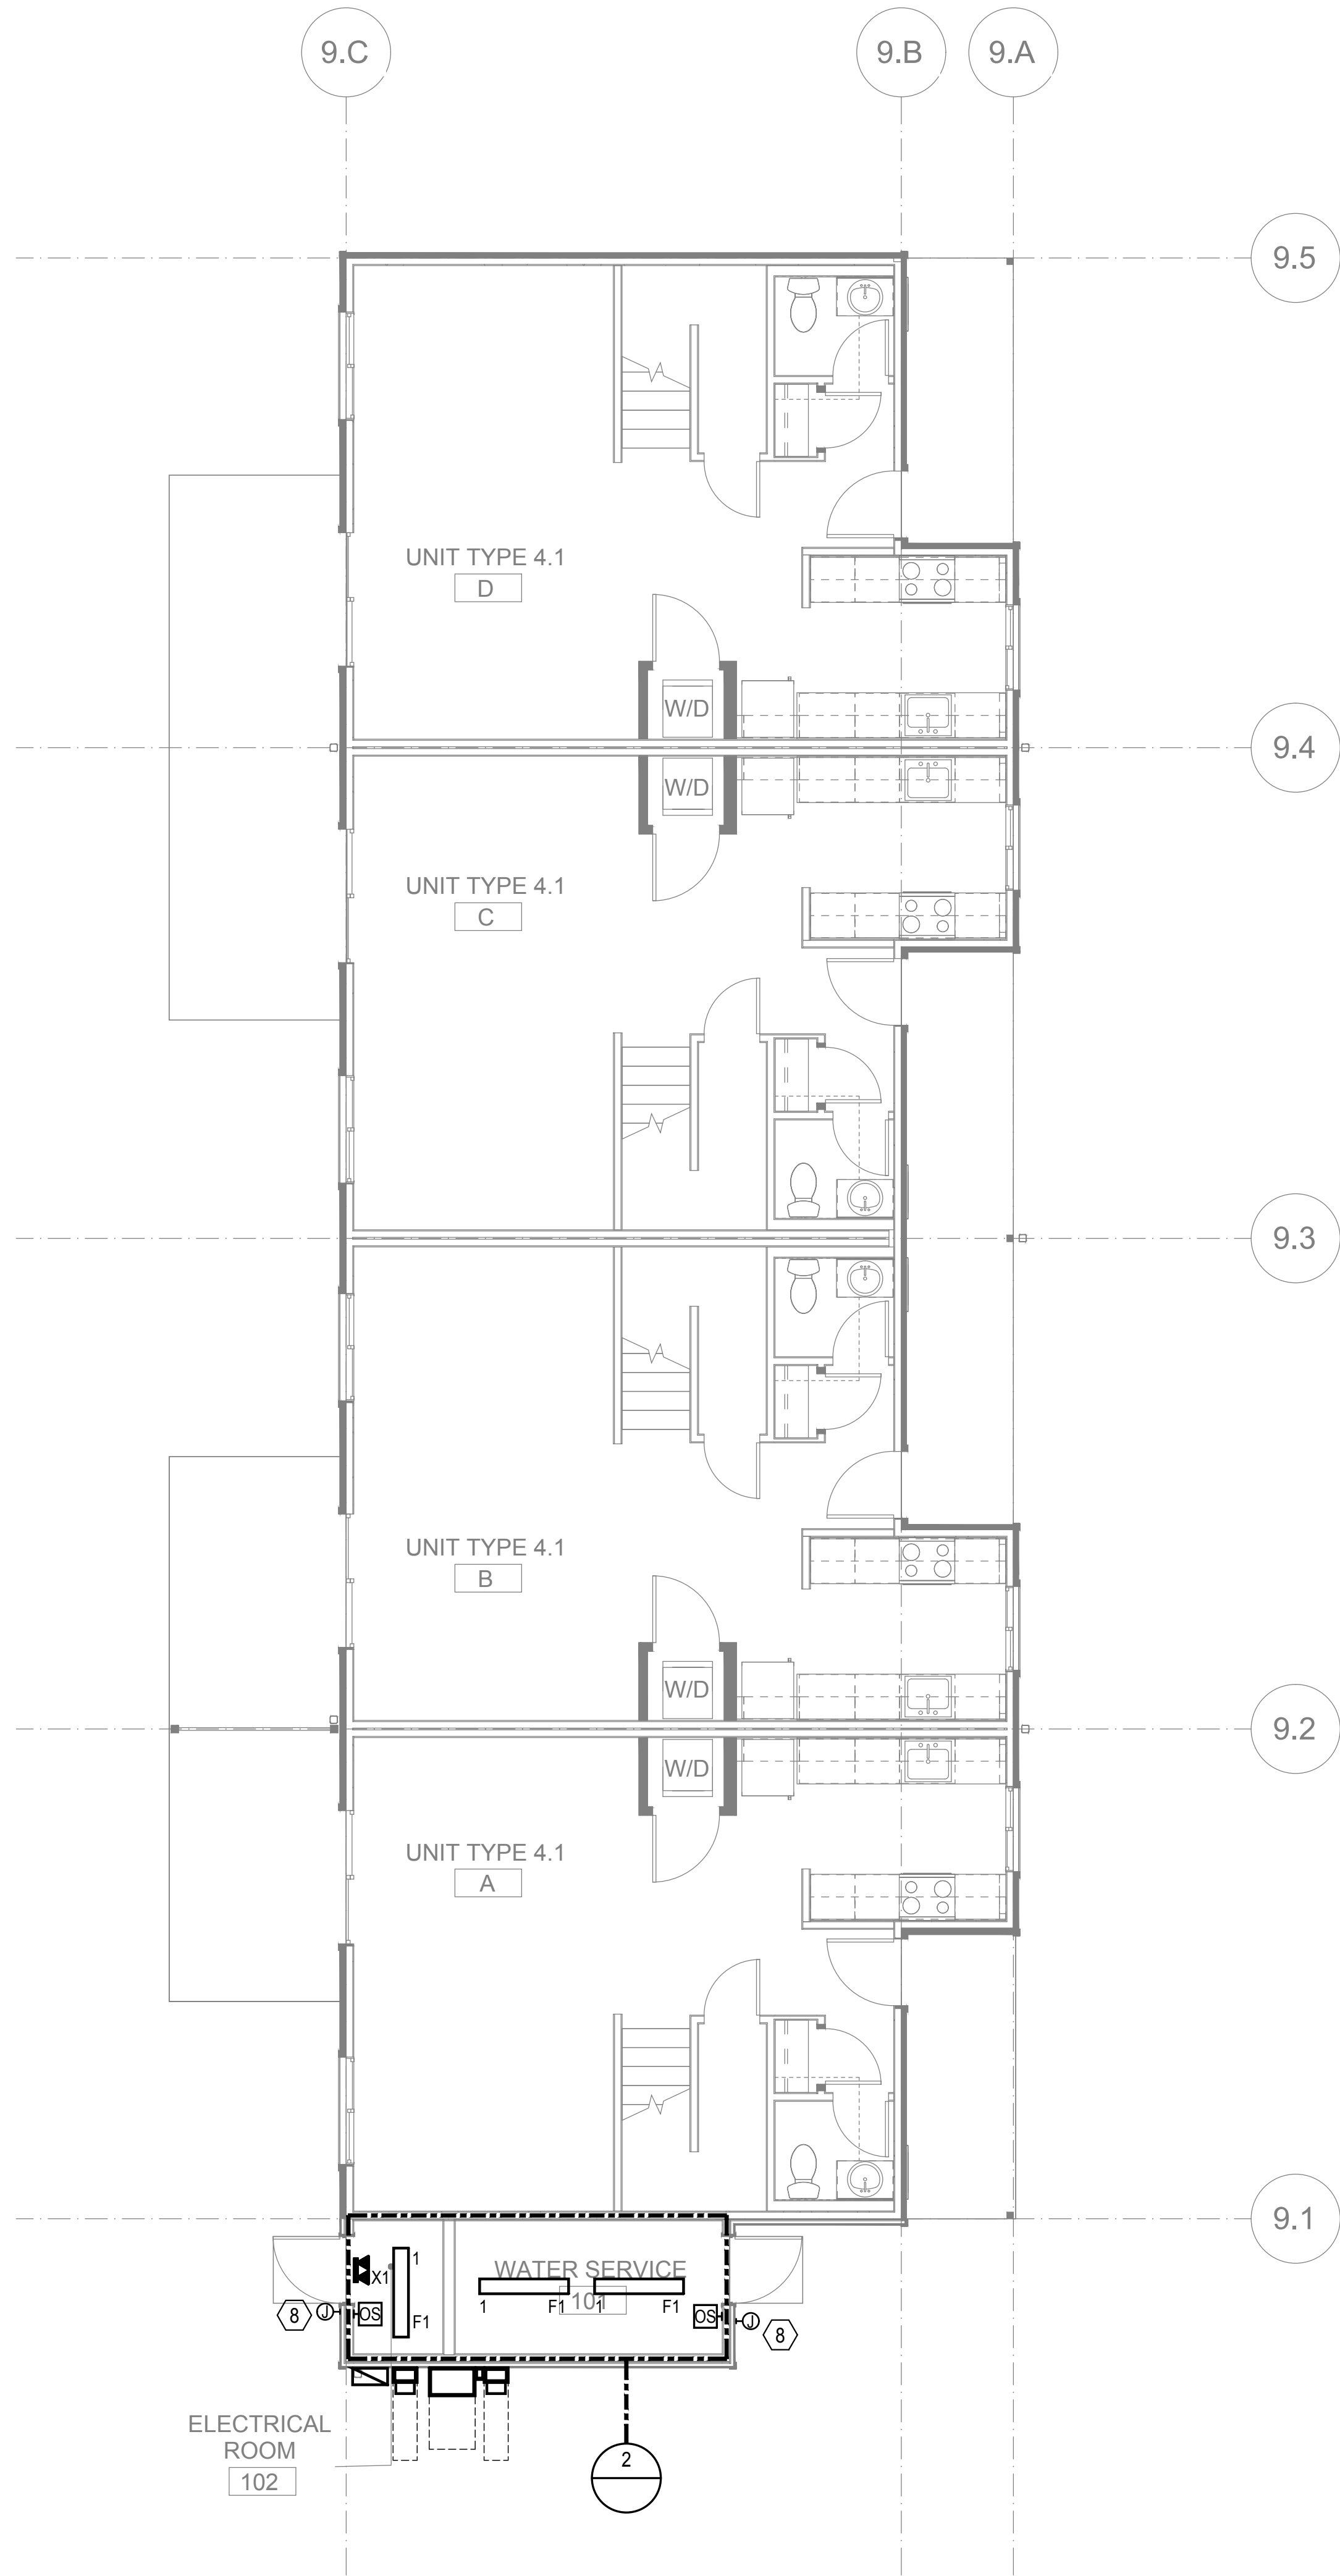 9.C
9.B
9.A
9.5
UNIT TYPE 4.1
D
W/D
9.4
W/D
UNIT TYPE 4.1
C
9.3
UNIT TYPE 4.1
B
W/D
9.2
W/D
UNIT TYPE 4.1
A
9.1
WATER SERVICE
101
X1
1
F1
1
F1
1
F1
8
J
OS
OS
J
8
ELECTRICAL
ROOM
102
2